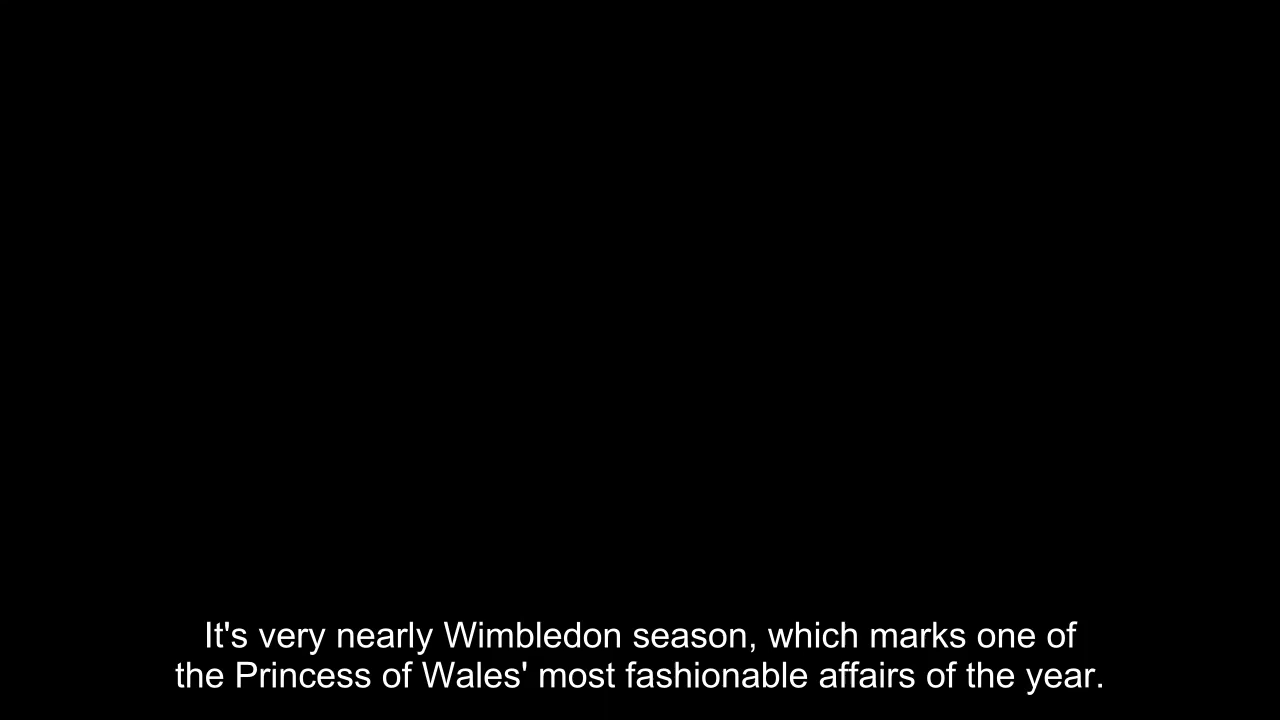 It's very nearly Wimbledon season, which marks one of
the Princess of Wales' most fashionable affairs of the year.